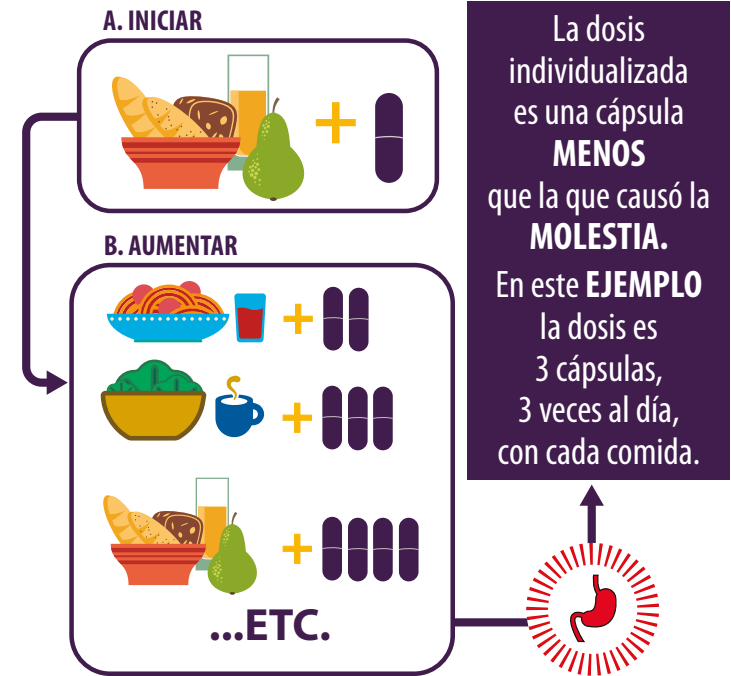 A. INICIAR
B. AUMENTAR
...ETC.
La dosis
individualizada
es una cápsula
MENOS
que la que causó la
MOLESTIA.
En este EJEMPLO
la dosis es
3 cápsulas,
3 veces al día,
con cada comida.